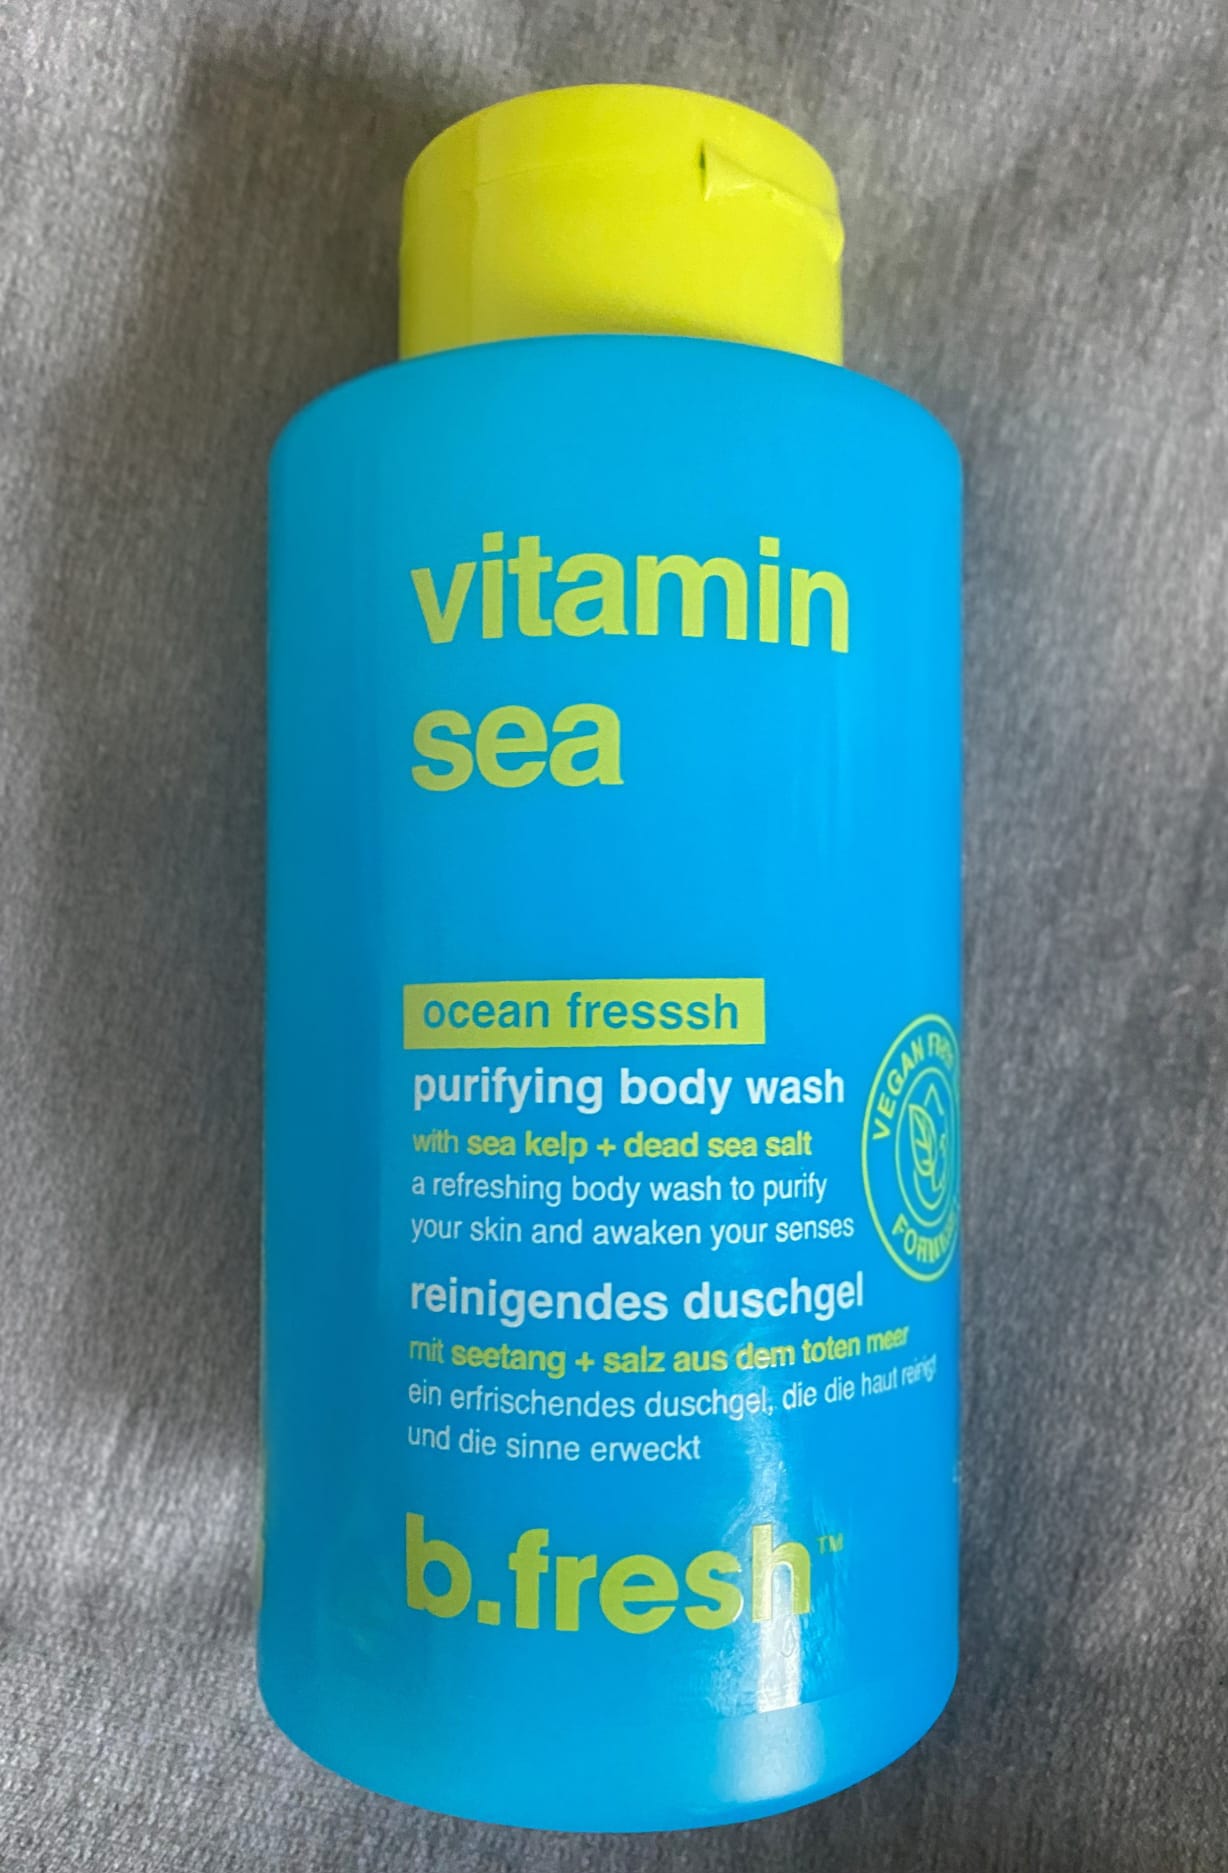 vitamin
sea
ocean fresssh
purifying body wash
with sea kelp + dead sea salt
a refreshing body wash to purify
your skin and awaken your senses
VEGAN
reinigendes duschgel
mit seetang + salz aus dem toten meer
ein erfrischendes duschgel, die die haut reinigt
und die sinne erweckt
b.fresh™